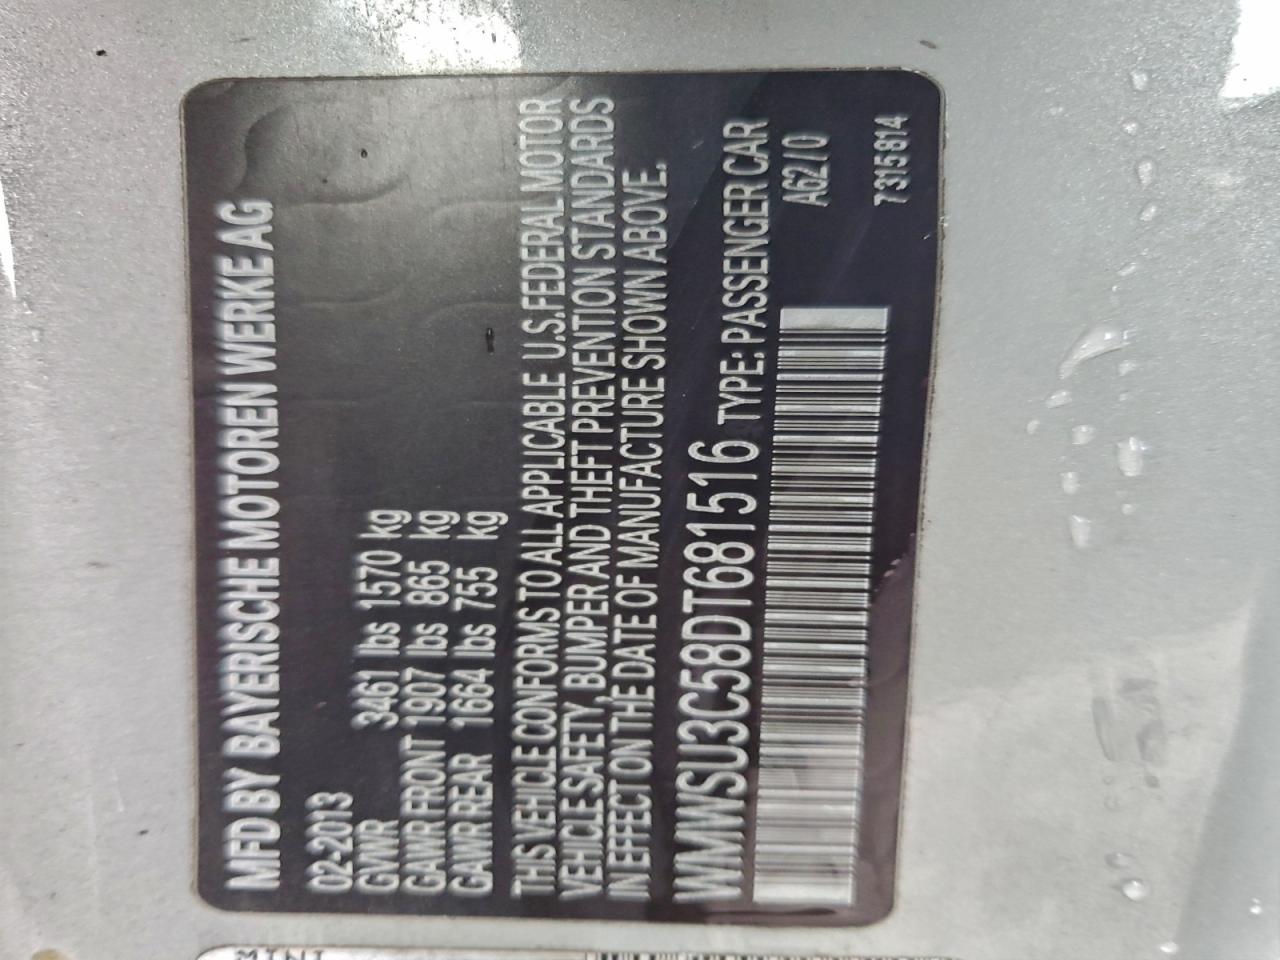 MFD BY BAYERISCHE MOTOREN WERKE AG
02-2013
GVWR 3461 lbs 1570 kg
GAWR FRONT 1907 lbs 865 kg
GAWR REAR 1664 lbs 755 kg
THIS VEHICLE CONFORMS TO ALL APPLICABLE U.S.FEDERAL MOTOR
VEHICLE SAFETY, BUMPER AND THEFT PREVENTION STANDARDS
IN EFFECT ON THE DATE OF MANUFACTURE SHOWN ABOVE.
WMWSU3C58DT681516 TYPE: PASSENGER CAR
A62/0
7315814
MINI